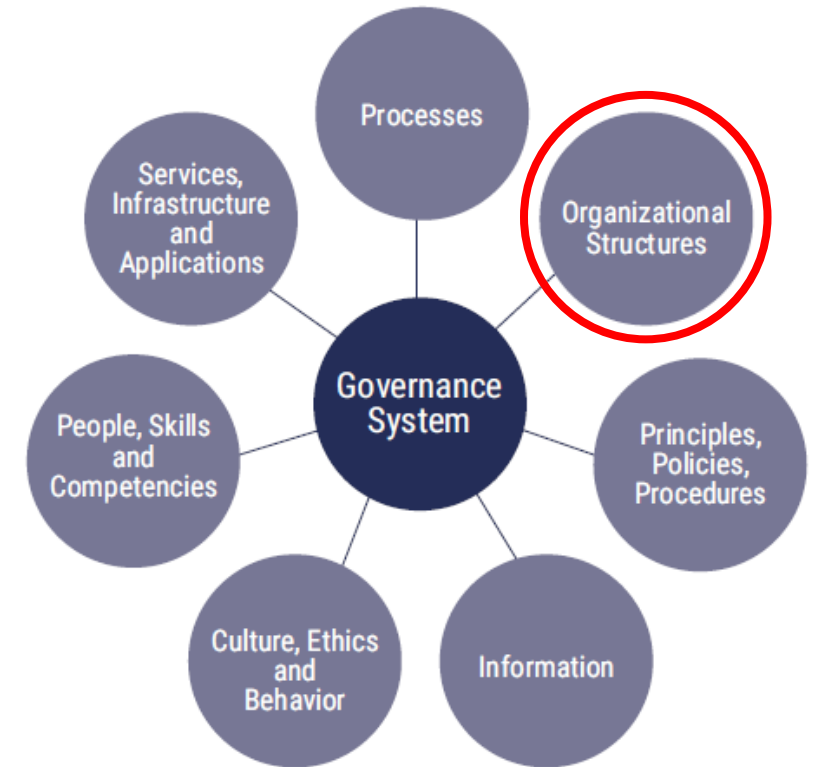 Processes
Organizational
Structures
Services,
Infrastructure
and
Applications
Governance
System
People, Skills
and
Competencies
Principles,
Policies,
Procedures
Culture, Ethics
and
Behavior
Information